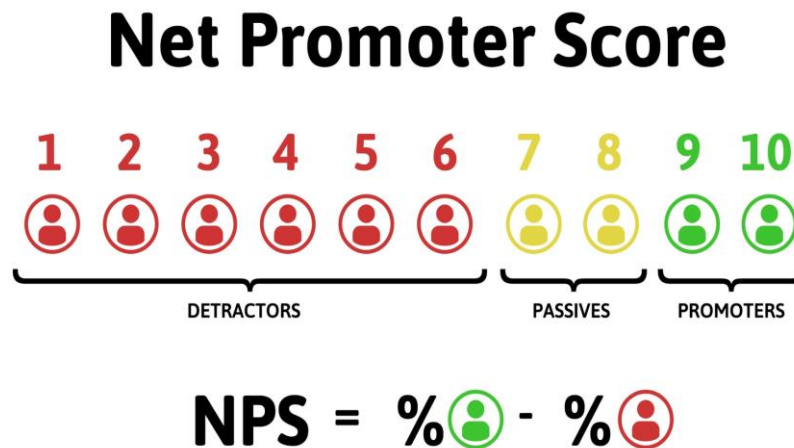 Net Promoter Score
1 2 3 4 5 6 7 8 9 10
DETRACTORS PASSIVES PROMOTERS
NPS = % - %